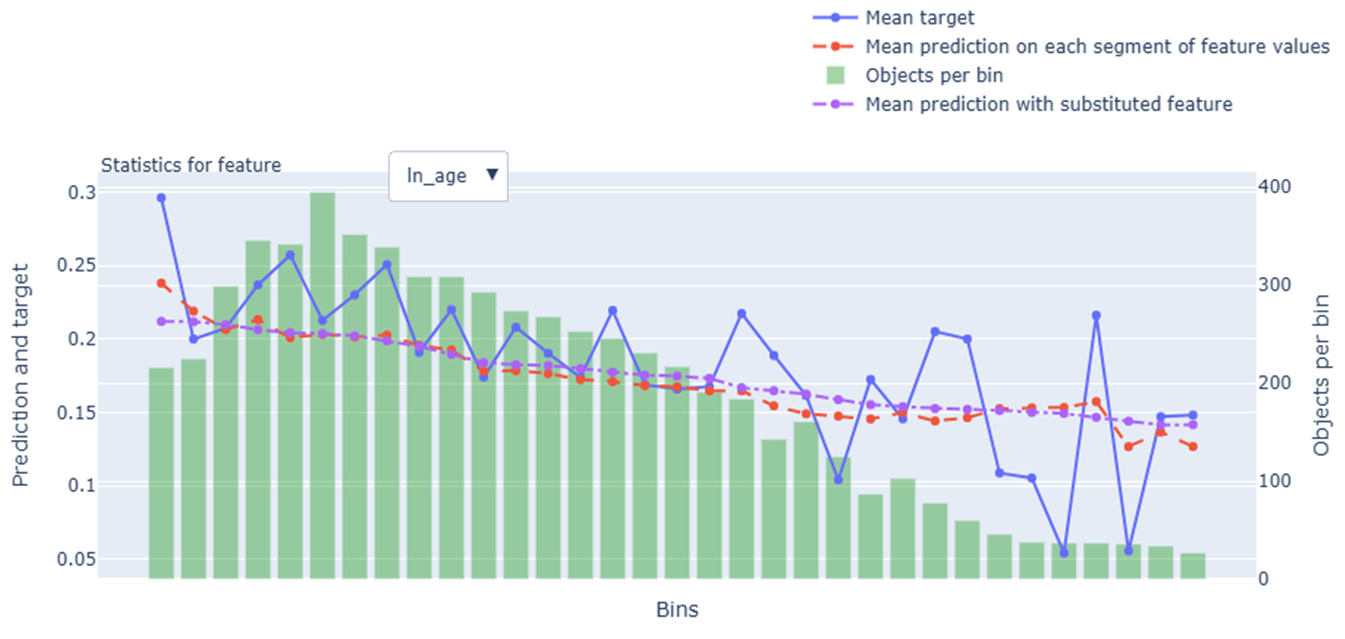 Mean target
Mean prediction on each segment of feature values
Objects per bin
Mean prediction with substituted feature
Statistics for feature
ln_age ▼
0.3
0.25
0.2
0.15
0.1
0.05
Prediction and target
400
300
200
100
0
Objects per bin
Bins